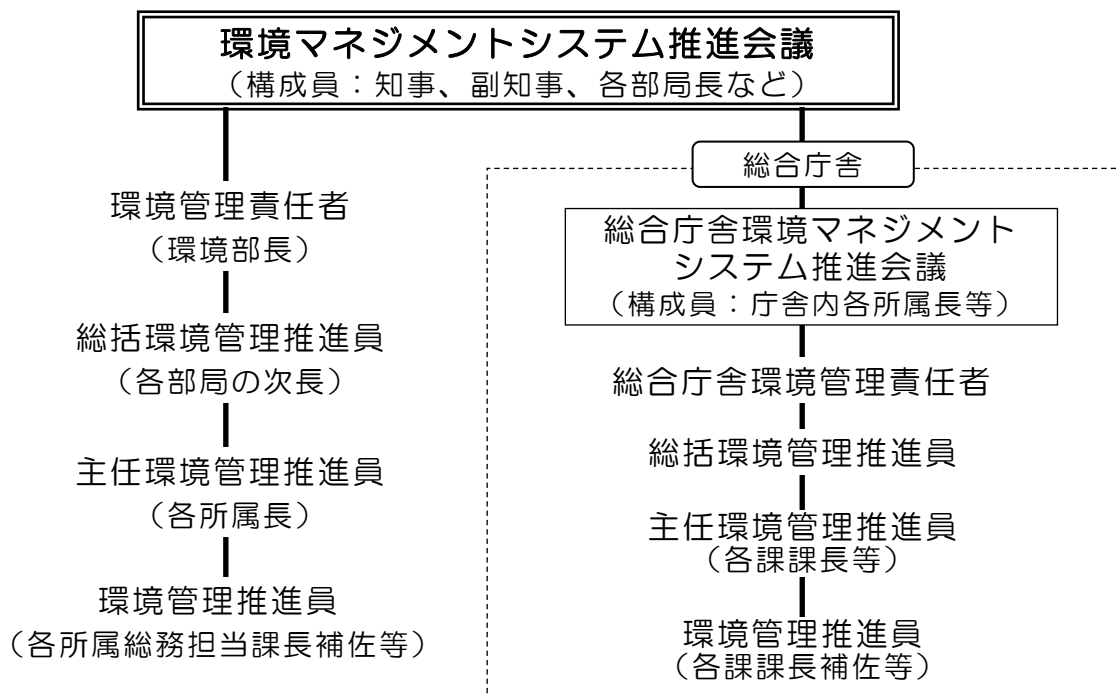 環境マネジメントシステム推進会議
（構成員：知事、副知事、各部局長など）
環境管理責任者
（環境部長）
総括環境管理推進員
（各部局の次長）
主任環境管理推進員
（各所属長）
環境管理推進員
（各所属総務担当課長補佐等）
総合庁舎
総合庁舎環境マネジメント
システム推進会議
（構成員：庁舎内各所属長等）
総合庁舎環境管理責任者
総括環境管理推進員
主任環境管理推進員
（各課課長等）
環境管理推進員
（各課課長補佐等）